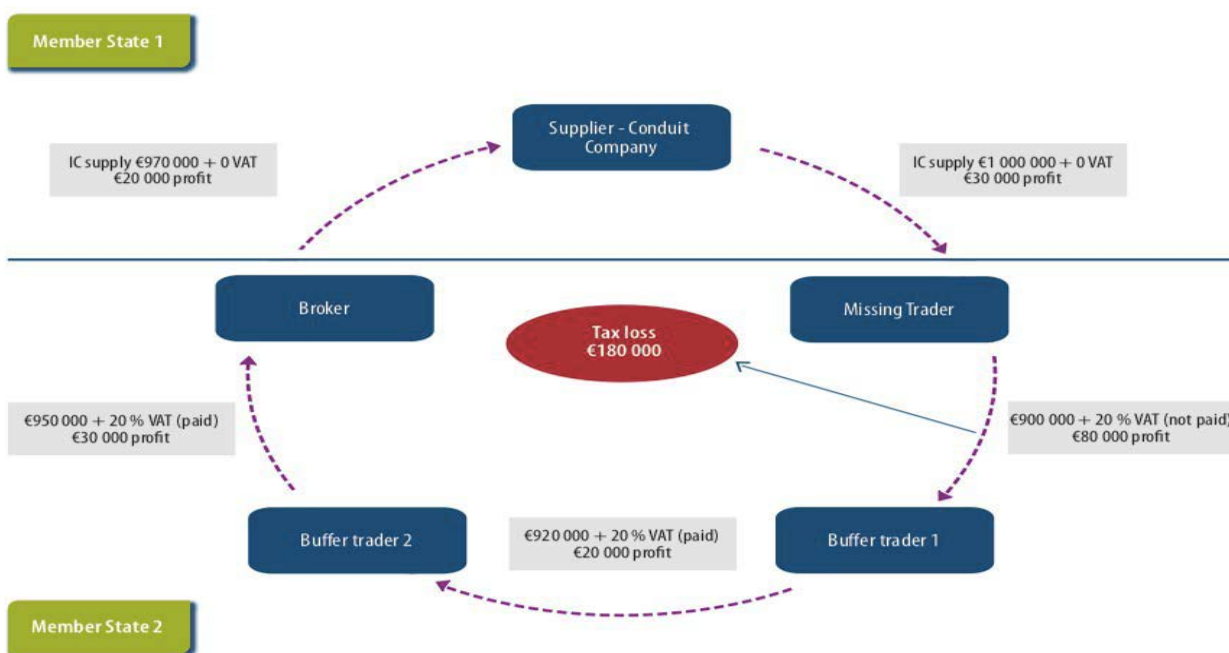 Member State 1
Supplier - Conduit
Company
IC supply €970 000 + 0 VAT
€20 000 profit
IC supply €1 000 000 + 0 VAT
€30 000 profit
Broker
Missing Trader
Tax loss
€180 000
€950 000 + 20 % VAT (paid)
€30 000 profit
€900 000 + 20 % VAT (not paid)
€80 000 profit
Buffer trader 2
€920 000 + 20 % VAT (paid)
€20 000 profit
Buffer trader 1
Member State 2